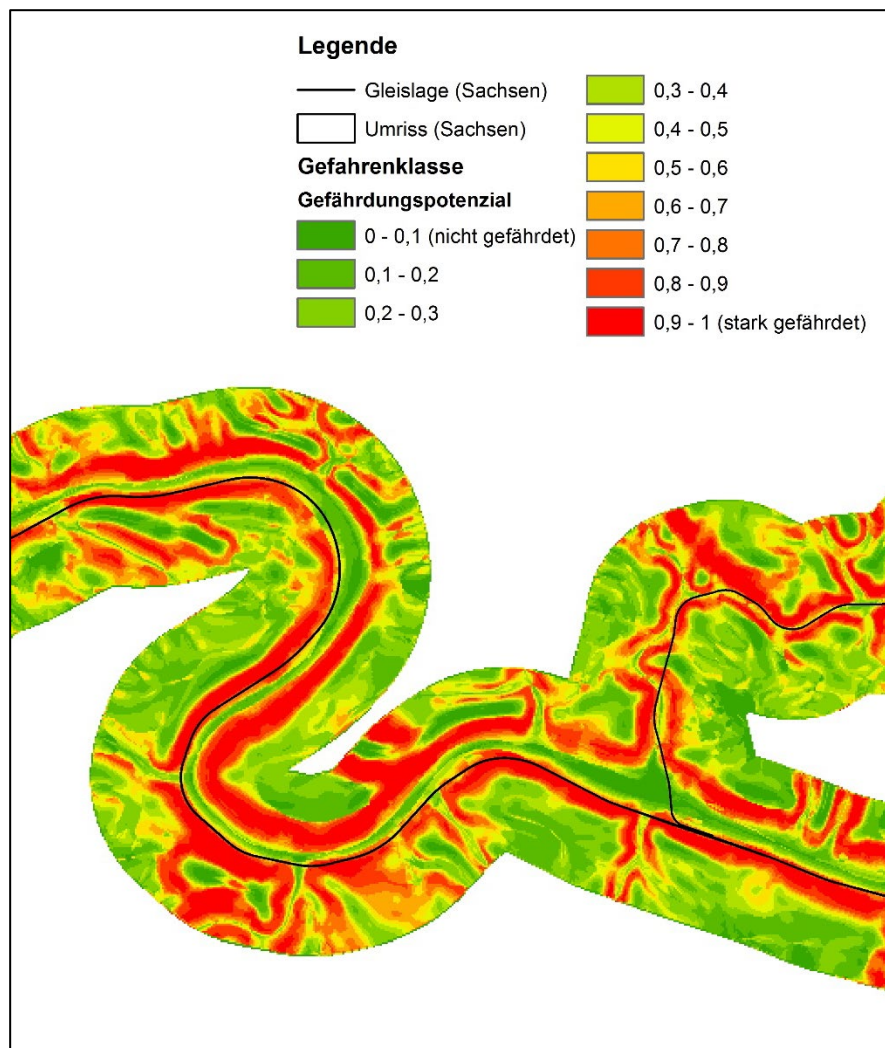 Legende
Gleislage (Sachsen)
Umriss (Sachsen)
Gefahrenklasse
Gefährdungspotenzial
0 - 0,1 (nicht gefährdet)
0,1 - 0,2
0,2 - 0,3
0,3 - 0,4
0,4 - 0,5
0,5 - 0,6
0,6 - 0,7
0,7 - 0,8
0,8 - 0,9
0,9 - 1 (stark gefährdet)